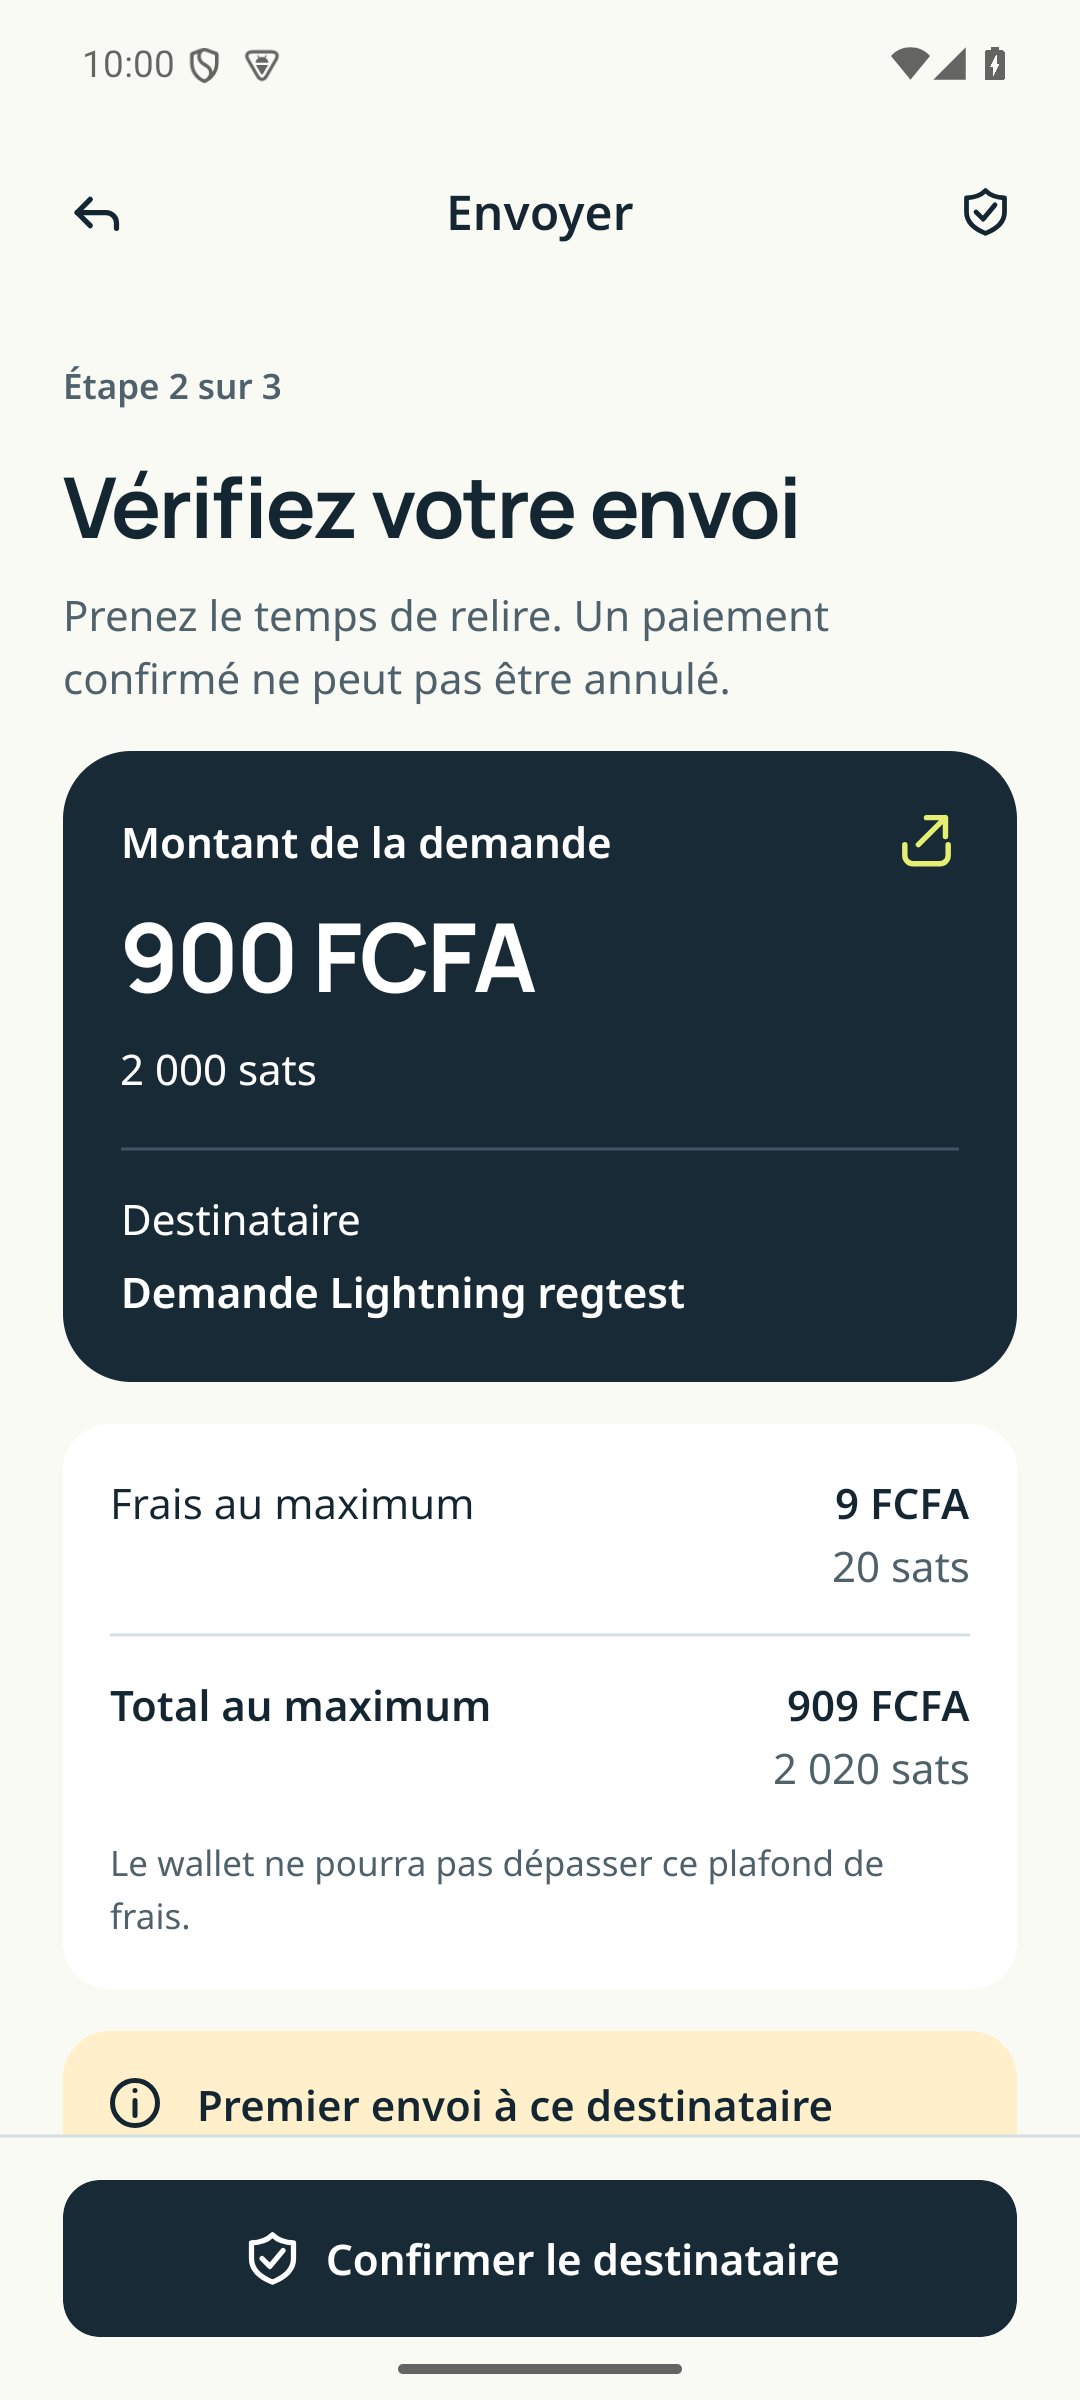 10:00
Envoyer
Étape 2 sur 3
Vérifiez votre envoi
Prenez le temps de relire. Un paiement
confirmé ne peut pas être annulé.
Montant de la demande
900 FCFA
2 000 sats
Destinataire
Demande Lightning regtest
Frais au maximum
9 FCFA
20 sats
Total au maximum
909 FCFA
2 020 sats
Le wallet ne pourra pas dépasser ce plafond de
frais.
Premier envoi à ce destinataire
Confirmer le destinataire